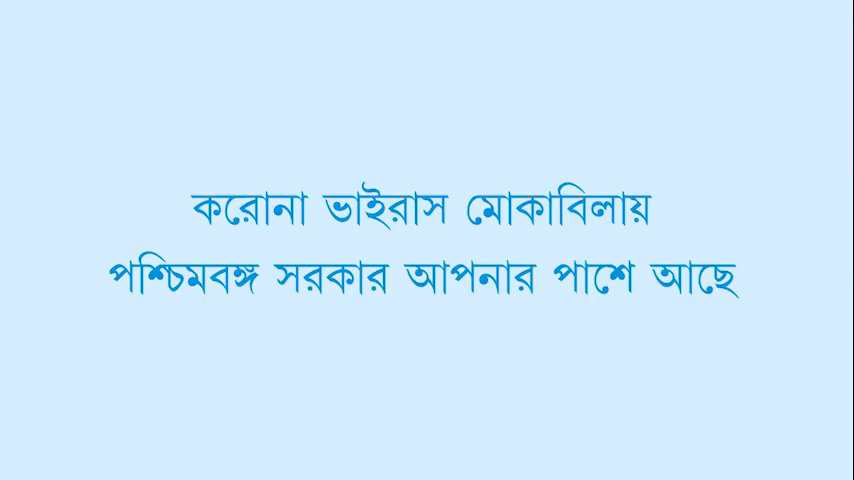 করোনা ভাইরাস মোকাবিলায়
পশ্চিমবঙ্গ সরকার আপনার পাশে আছে